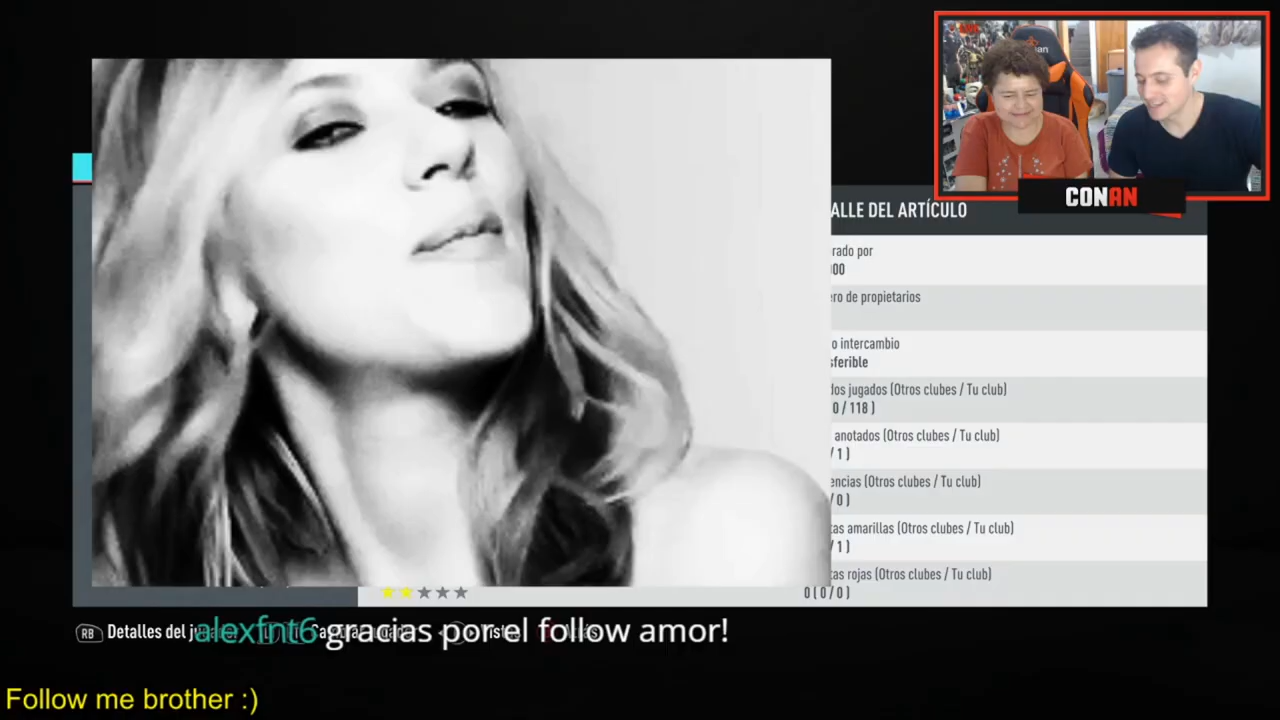 CONAN
ALLE DEL ARTÍCULO
rado por
000
ero de propietarios
o intercambio
sferible
dos jugados (Otros clubes / Tu club)
0 / 118 )
anotados (Otros clubes / Tu club)
/ 1 )
encias (Otros clubes / Tu club)
/ 0 )
tas amarillas (Otros clubes / Tu club)
/ 1 )
tas rojas (Otros clubes / Tu club)
0 ( 0 / 0 )
RB Detalles del
alexfnt6 gracias por el follow amor!
Follow me brother :)